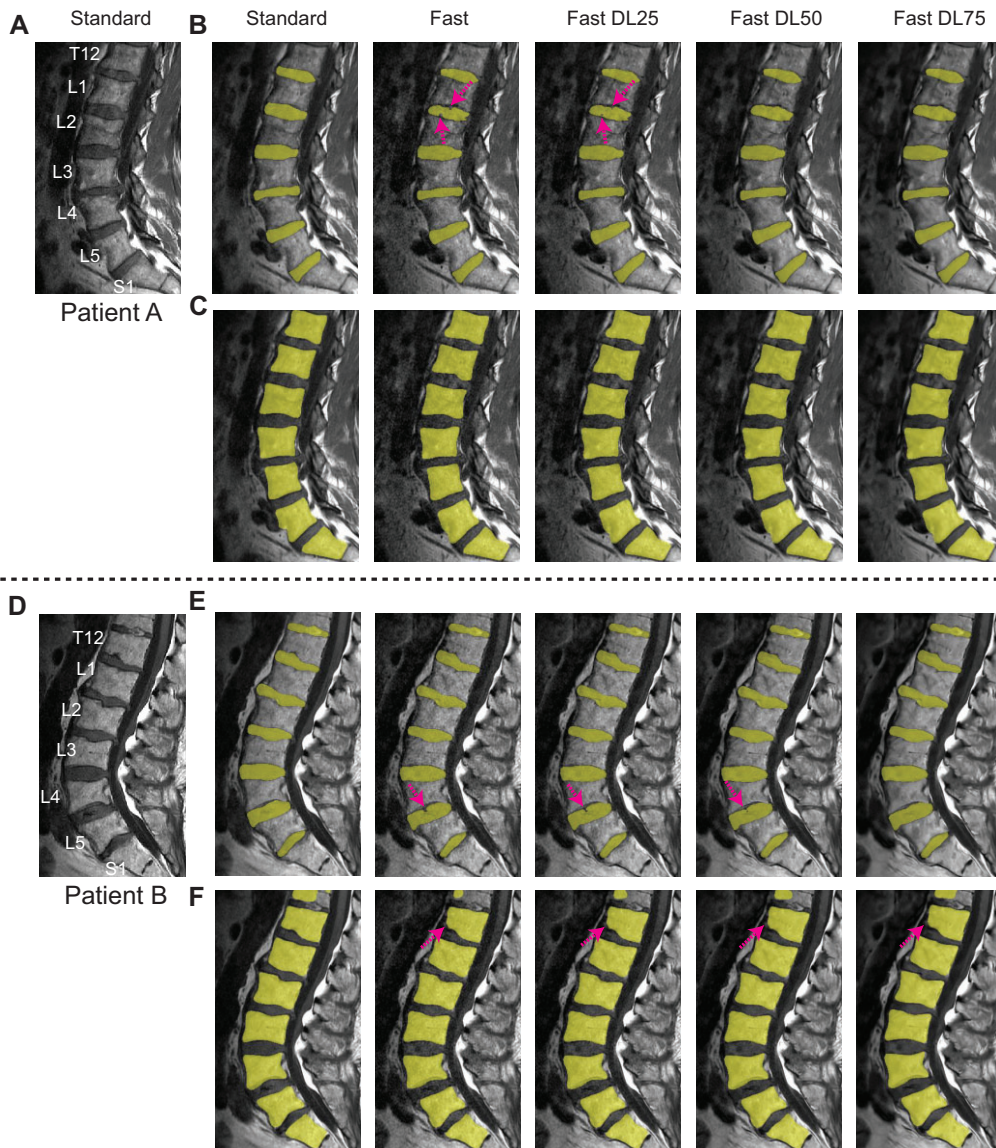 A
Standard
B
Standard
Fast
Fast DL25
Fast DL50
Fast DL75
T12
L1
L2
L3
L4
L5
S1
Patient A
C
D
E
T12
L1
L2
L3
L4
L5
S1
Patient B
F